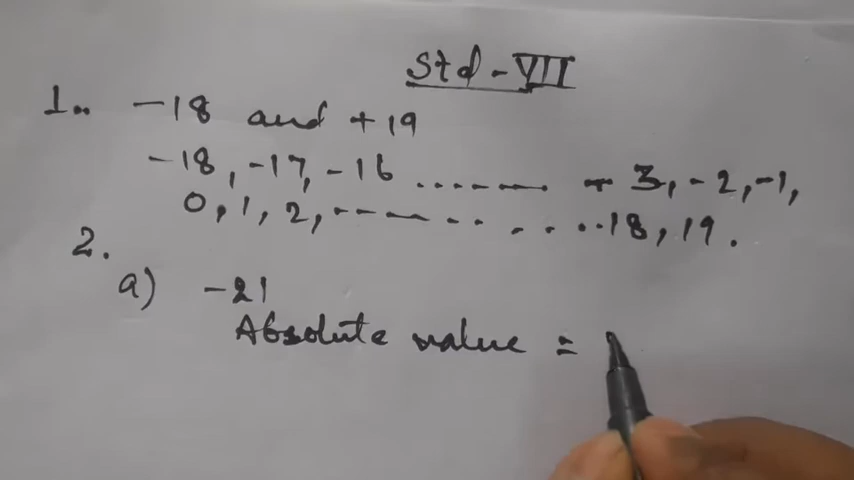 Std - VII
1.. -18 and +19
-18, -17, -16 ............ - 3, -2, -1,
0, 1, 2, ............ 18, 19.
2.
a) -21
Absolute value =